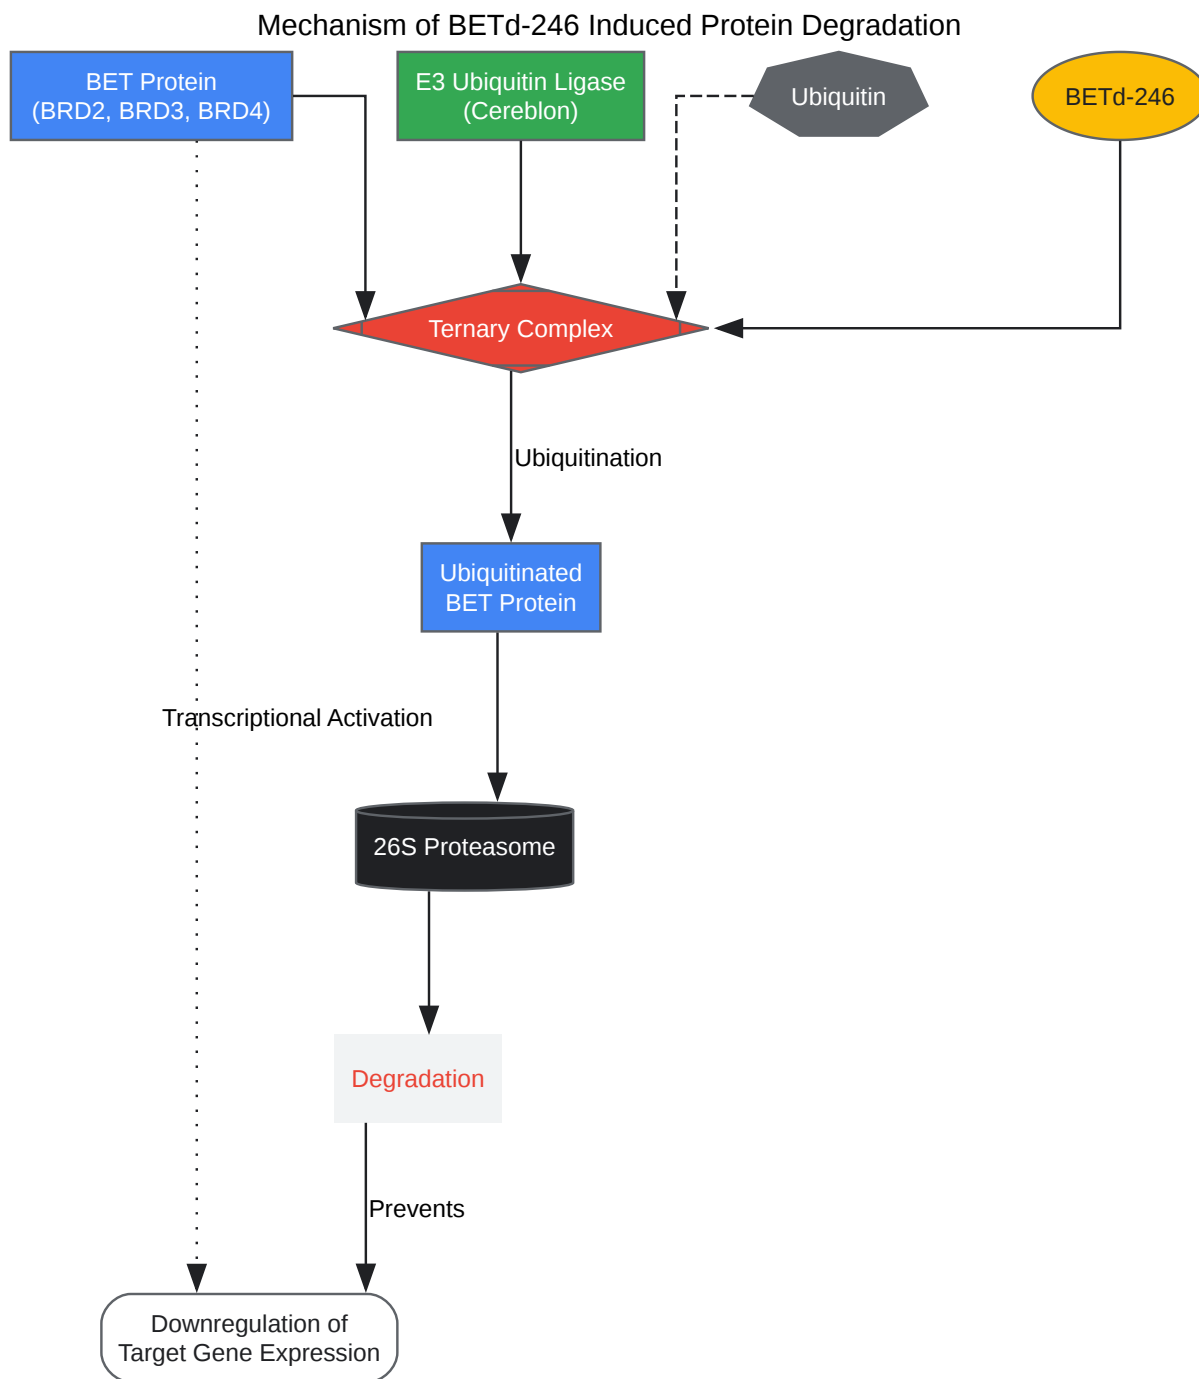 Mechanism of BETd-246 Induced Protein Degradation
BET Protein
(BRD2, BRD3, BRD4)
E3 Ubiquitin Ligase
(Cereblon)
Ubiquitin
BETd-246
Ternary Complex
Ubiquitination
Ubiquitinated
BET Protein
Transcriptional Activation
26S Proteasome
Degradation
Prevents
Downregulation of
Target Gene Expression